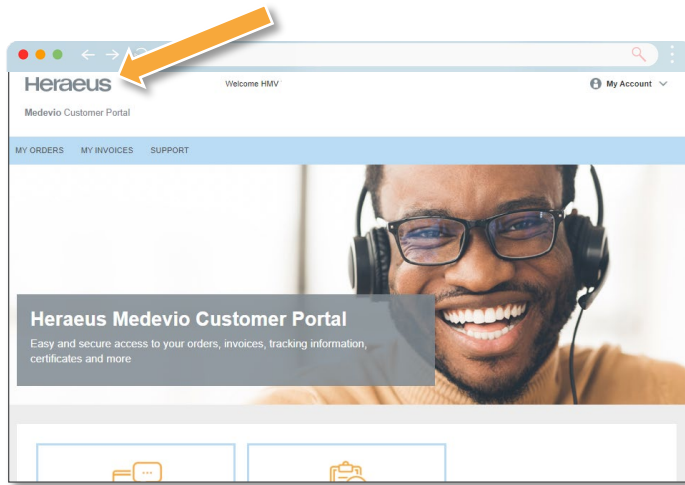 Heraeus
Welcome HMV
My Account
Medevio Customer Portal
MY ORDERS MY INVOICES SUPPORT
Heraeus Medevio Customer Portal
Easy and secure access to your orders, invoices, tracking information,
certificates and more